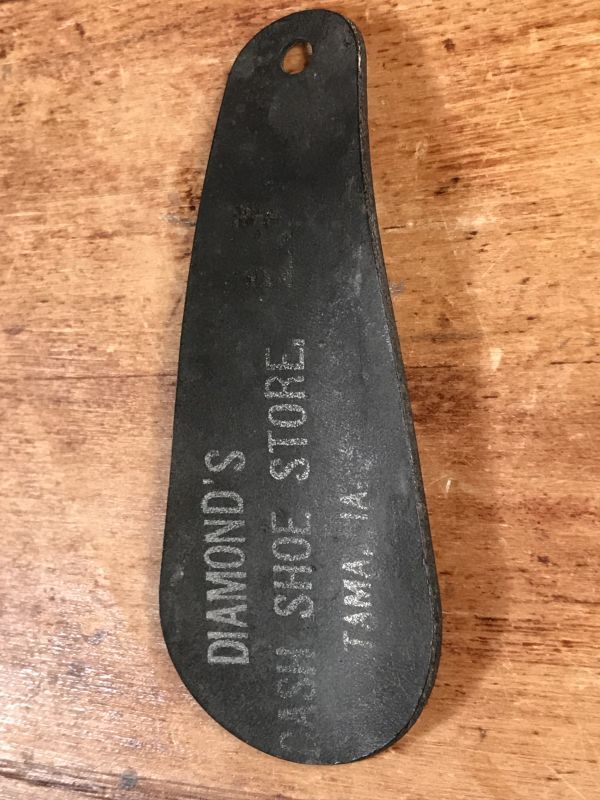 DIAMOND'S
CASH SHOE STORE.
TAMA, IA.